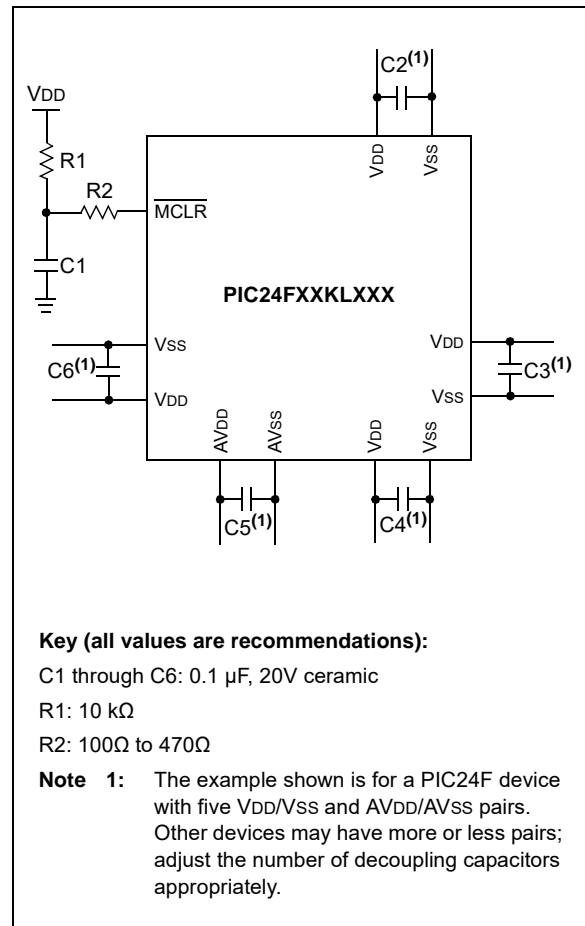 C2(1)
VDD
R1
R2
VDD
VSS
MCLR
C1
PIC24FXXKLXXX
VSS
VDD
C6(1)
C3(1)
VDD
VSS
AVDD
AVSS
VDD
VSS
C5(1)
C4(1)
Key (all values are recommendations):
C1 through C6: 0.1 µF, 20V ceramic
R1: 10 kΩ
R2: 100Ω to 470Ω
Note 1: The example shown is for a PIC24F device
with five VDD/VSS and AVDD/AVSS pairs.
Other devices may have more or less pairs;
adjust the number of decoupling capacitors
appropriately.